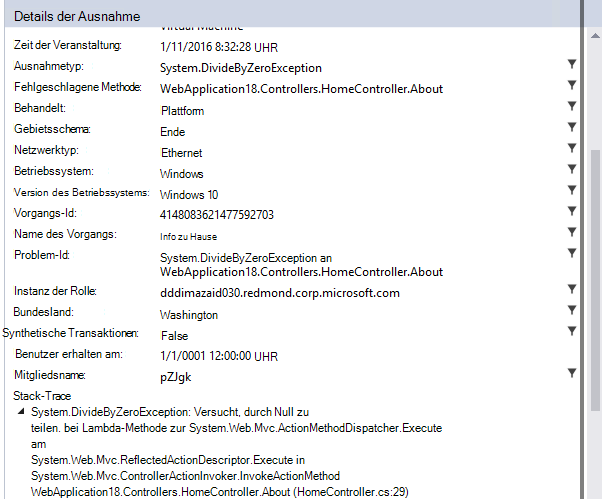 Details der Ausnahme
Virtual Machine
Zeit der Veranstaltung: 1/11/2016 8:32:28 UHR
Ausnahmetyp: System.DivideByZeroException
Fehlgeschlagene Methode: WebApplication18.Controllers.HomeController.About
Behandelt: Plattform
Gebietsschema: Ende
Netzwerktyp: Ethernet
Betriebssystem: Windows
Version des Betriebssystems: Windows 10
Vorgangs-Id: 4148083621477592703
Name des Vorgangs: Info zu Hause
Problem-Id: System.DivideByZeroException an
WebApplication18.Controllers.HomeController.About
Instanz der Rolle: dddimazaid030.redmond.corp.microsoft.com
Bundesland: Washington
Synthetische Transaktionen: False
Benutzer erhalten am: 1/1/0001 12:00:00 UHR
Mitgliedsname: pZJgk
Stack-Trace
System.DivideByZeroException: Versucht, durch Null zu
teilen. bei Lambda-Methode zur System.Web.Mvc.ActionMethodDispatcher.Execute
am
System.Web.Mvc.ReflectedActionDescriptor.Execute in
System.Web.Mvc.ControllerActionInvoker.InvokeActionMethod
WebApplication18.Controllers.HomeController.About (HomeController.cs:29)